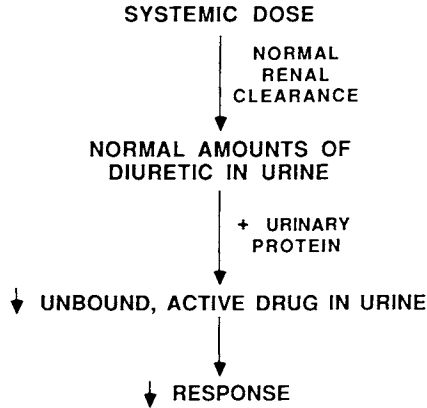 SYSTEMIC DOSE
NORMAL
RENAL
CLEARANCE
NORMAL AMOUNTS OF
DIURETIC IN URINE
+ URINARY
PROTEIN
↓ UNBOUND, ACTIVE DRUG IN URINE
↓ RESPONSE